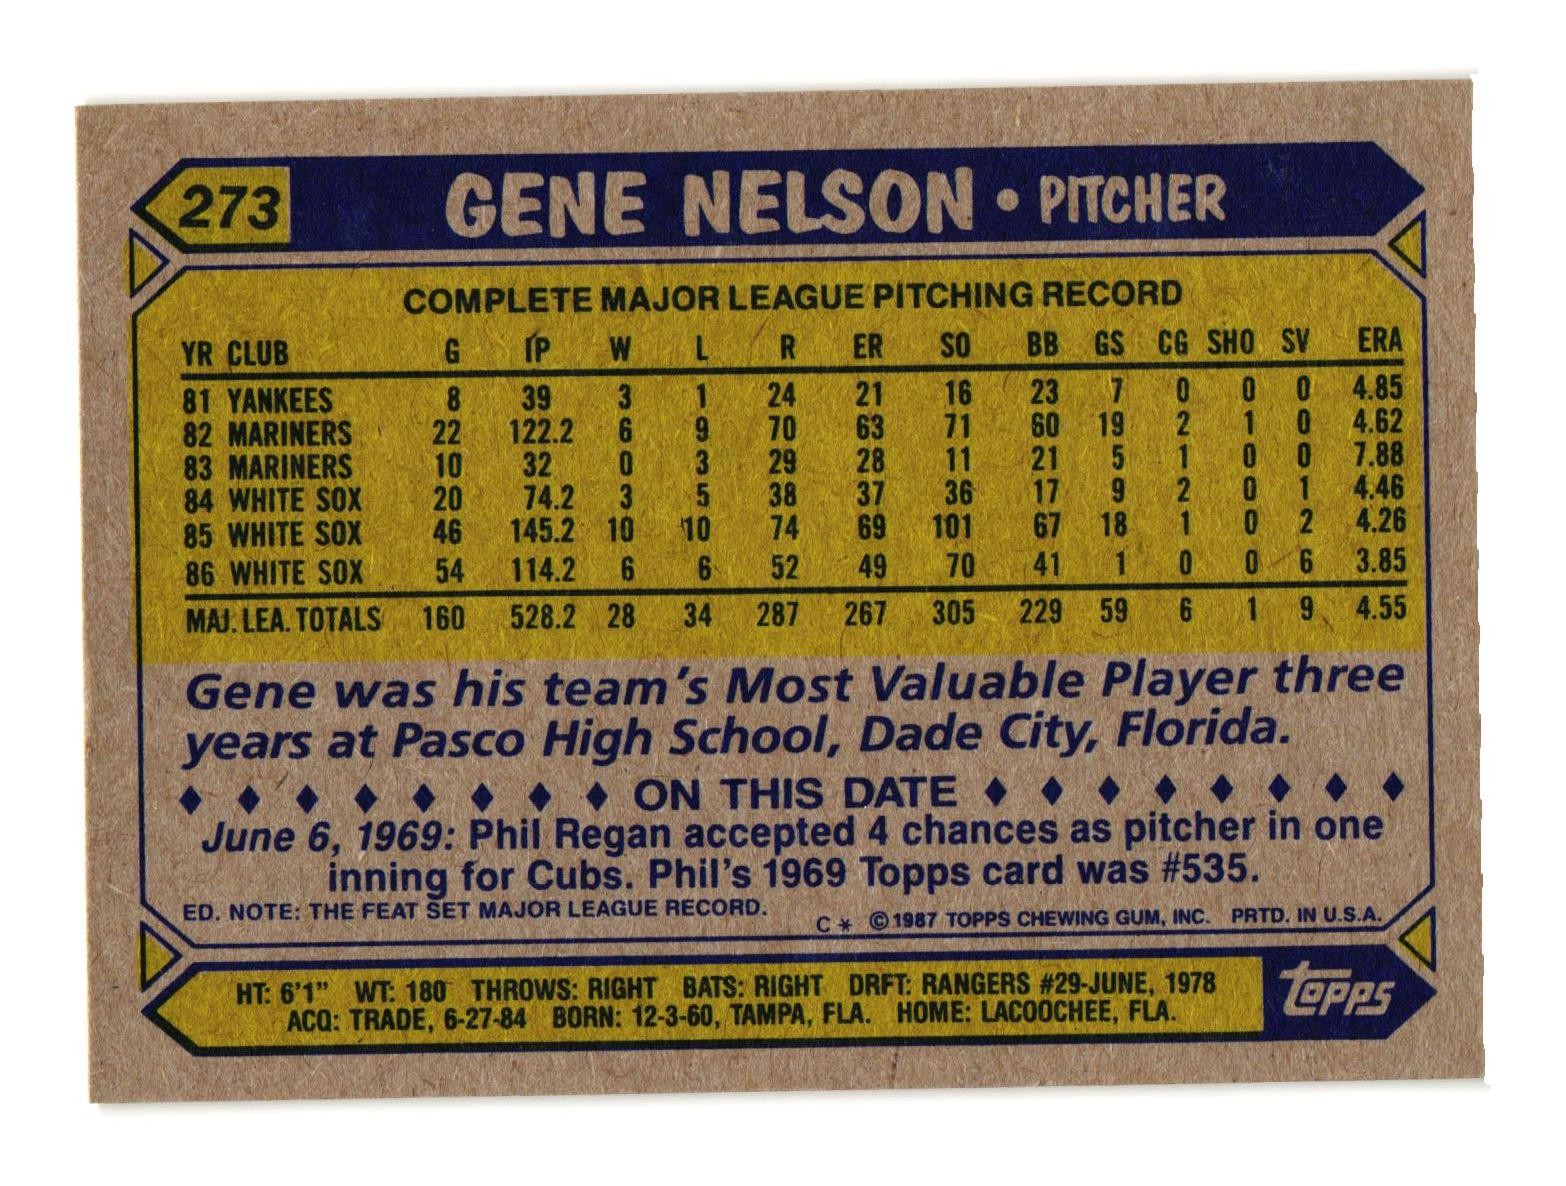 273 GENE NELSON • PITCHER
COMPLETE MAJOR LEAGUE PITCHING RECORD
YR CLUB G IP W L R ER SO BB GS CG SHO SV ERA
81 YANKEES 8 39 3 1 24 21 16 23 7 0 0 0 4.85
82 MARINERS 22 122.2 6 9 70 63 71 60 19 2 1 0 4.62
83 MARINERS 10 32 0 3 29 28 11 21 5 1 0 0 7.88
84 WHITE SOX 20 74.2 3 5 38 37 36 17 9 2 0 1 4.46
85 WHITE SOX 46 145.2 10 10 74 69 101 67 18 1 0 2 4.26
86 WHITE SOX 54 114.2 6 6 52 49 70 41 1 0 0 6 3.85
MAJ. LEA. TOTALS 160 528.2 28 34 287 267 305 229 59 6 1 9 4.55
Gene was his team's Most Valuable Player three
years at Pasco High School, Dade City, Florida.
ON THIS DATE
June 6, 1969: Phil Regan accepted 4 chances as pitcher in one
inning for Cubs. Phil's 1969 Topps card was #535.
ED. NOTE: THE FEAT SET MAJOR LEAGUE RECORD.
C * ©1987 TOPPS CHEWING GUM, INC. PRTD. IN U.S.A.
HT: 6'1" WT: 180 THROWS: RIGHT BATS: RIGHT DRFT: RANGERS #29-JUNE, 1978
ACQ: TRADE, 6-27-84 BORN: 12-3-60, TAMPA, FLA. HOME: LACOOCHEE, FLA.
topps